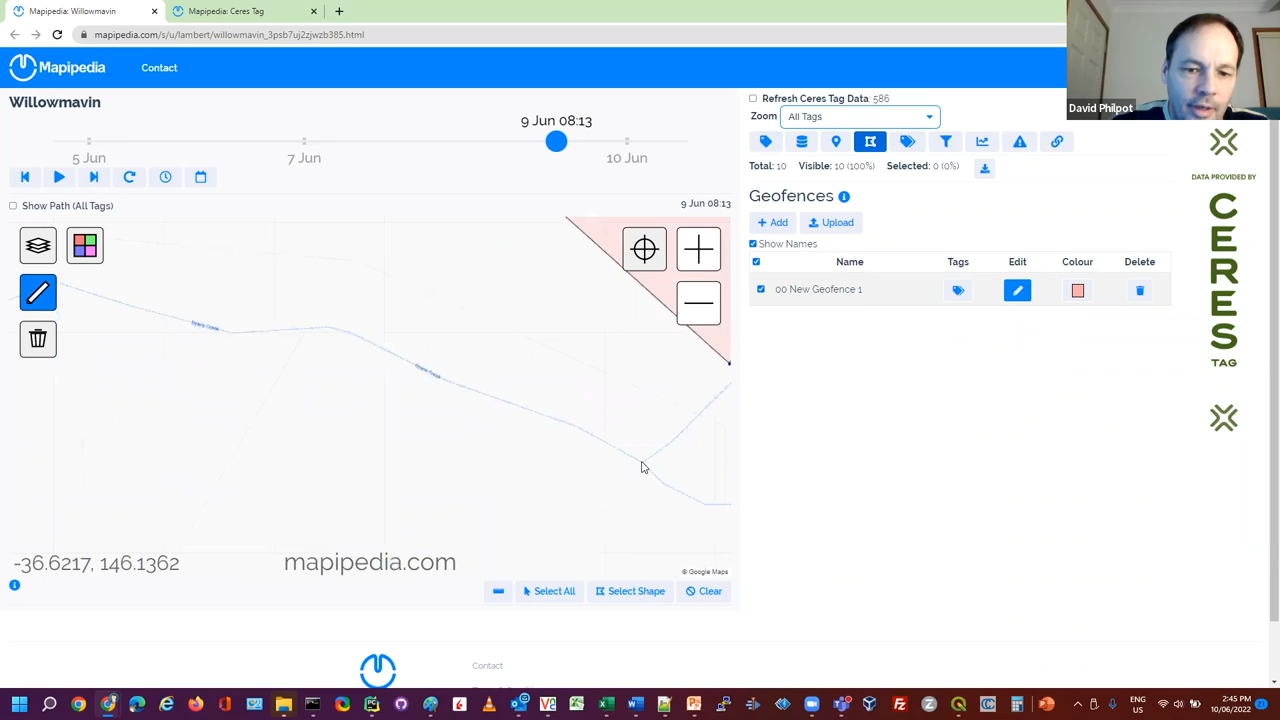 Mapipedia: Willowmavin
Mapipedia: Ceres Tag
mapipedia.com/s/u/lambert/willowmavin_3psb7uj2zjwzb385.html
Mapipedia
Contact
David Philpot
Willowmavin
9 Jun 08:13
5 Jun
7 Jun
10 Jun
Show Path (All Tags)
9 Jun 08:13
-36.6217, 146.1362
mapipedia.com
© Google Maps
Select All
Select Shape
Clear
Refresh Ceres Tag Data 586
Zoom
All Tags
Total: 10
Visible: 10 (100%)
Selected: 0 (0%)
Geofences
Add
Upload
Show Names
Name
Tags
Edit
Colour
Delete
00 New Geofence 1
DATA PROVIDED BY
CERES
TAG
Contact
ENG
US
2:45 PM
10/06/2022